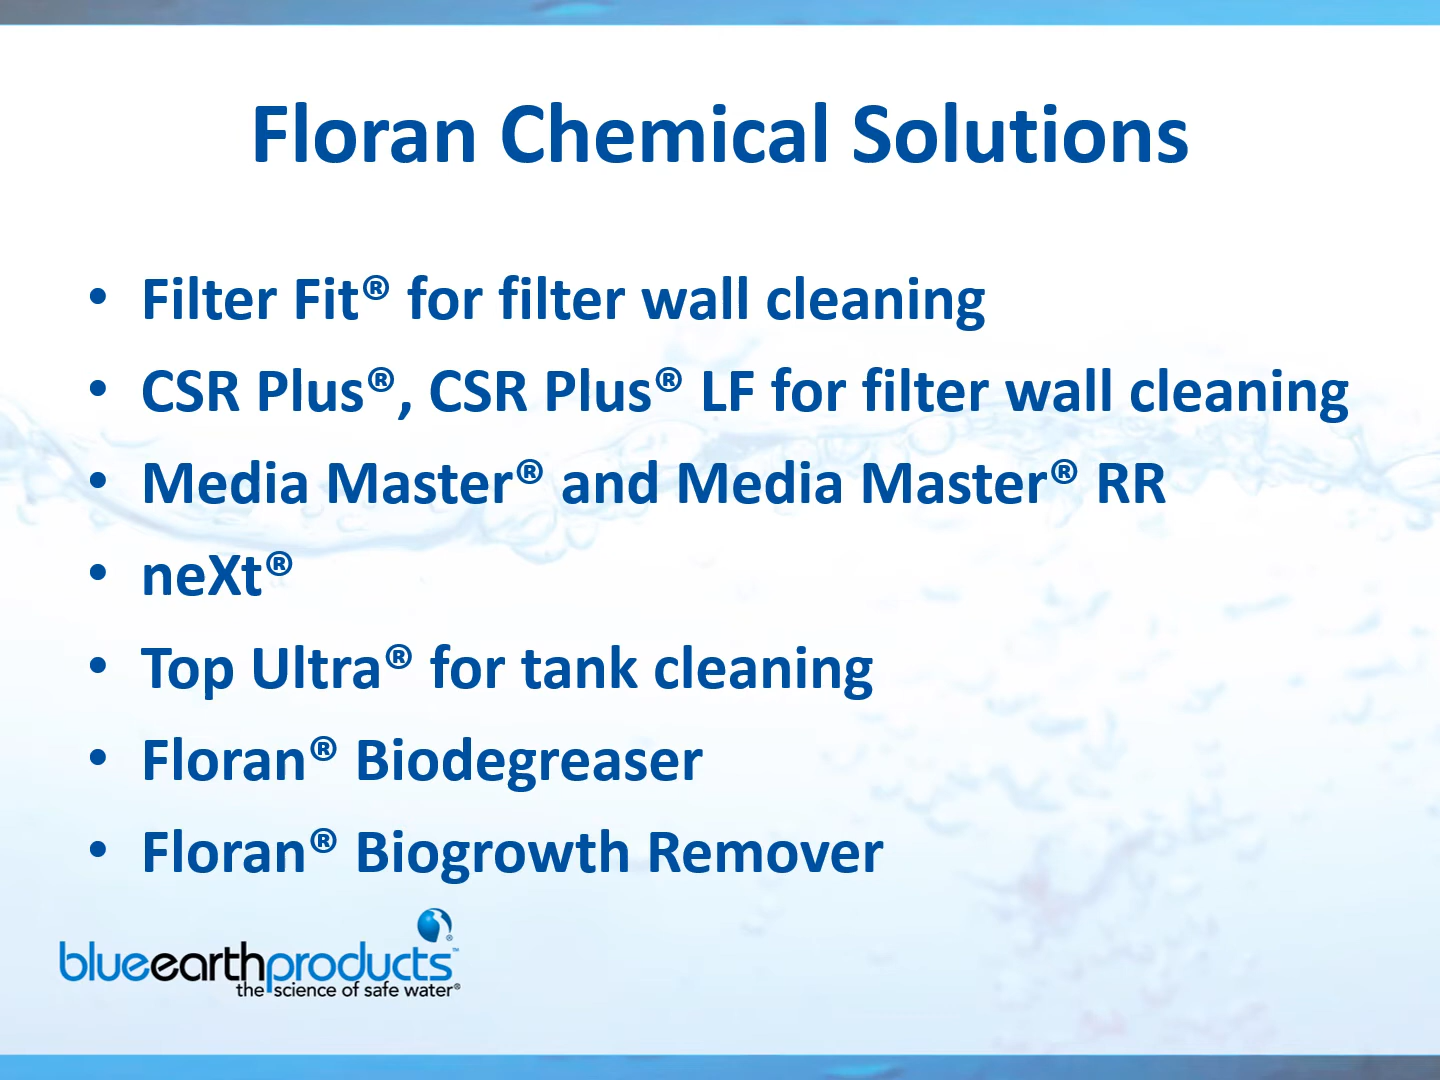 Floran Chemical Solutions
• Filter Fit® for filter wall cleaning
• CSR Plus®, CSR Plus® LF for filter wall cleaning
• Media Master® and Media Master® RR
• neXt®
• Top Ultra® for tank cleaning
• Floran® Biodegreaser
• Floran® Biogrowth Remover
®
blueearthproducts™
the science of safe water®